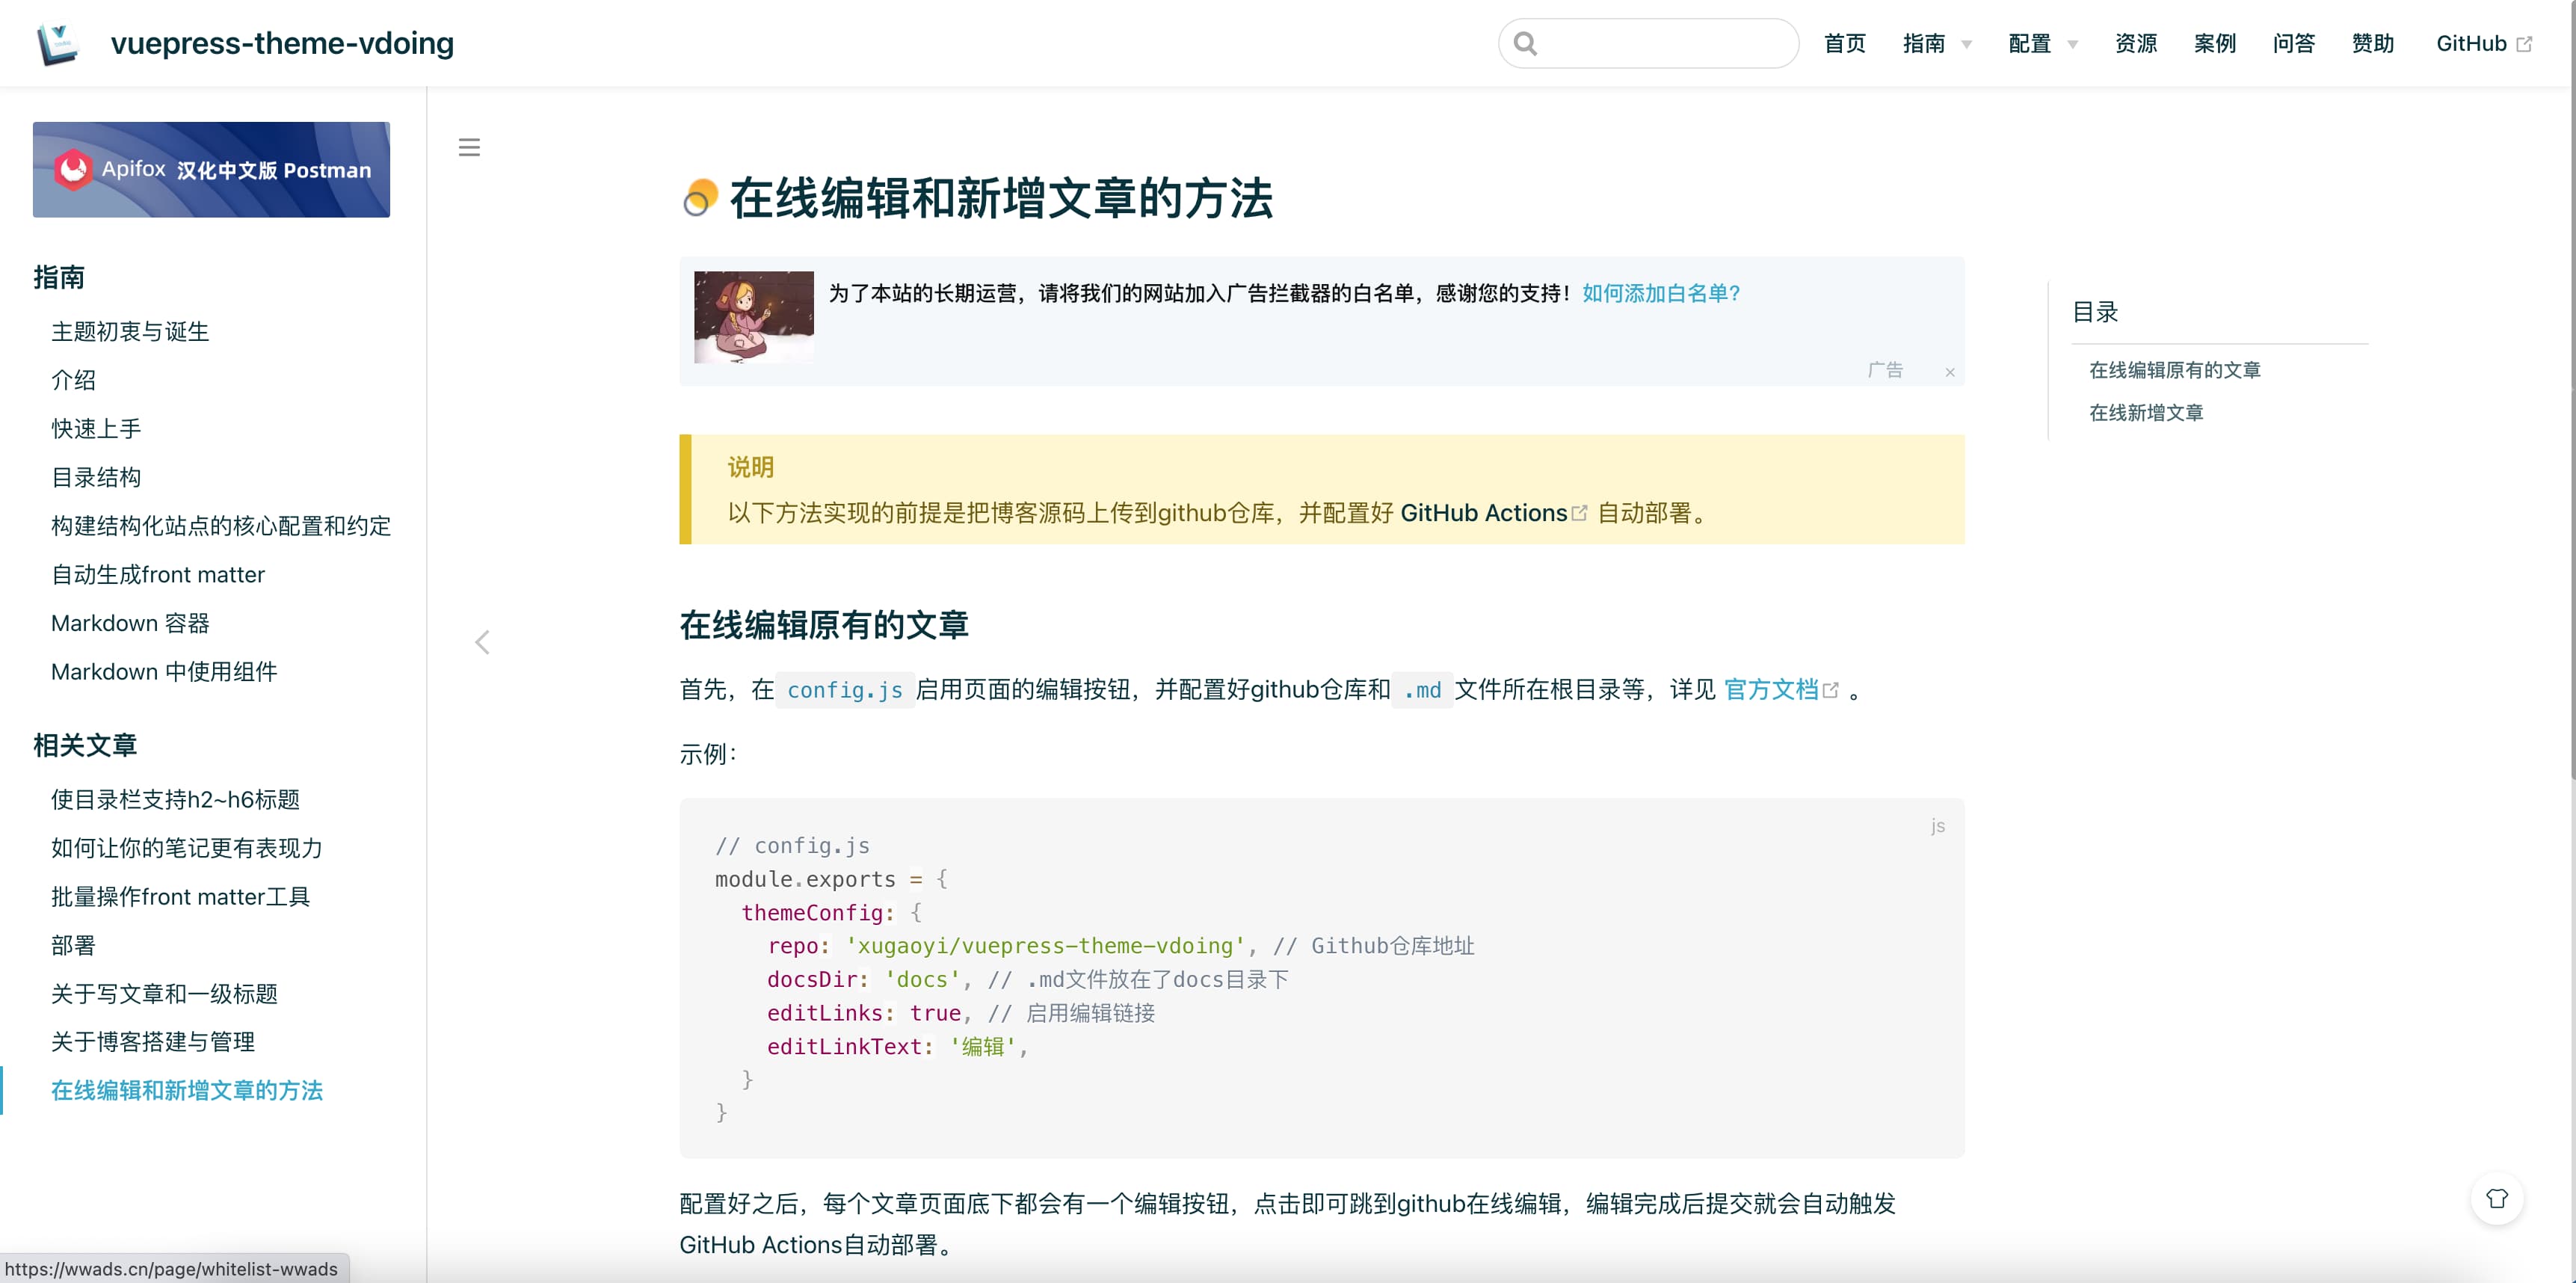 vuepress-theme-vdoing
首页 指南 配置 资源 案例 问答 赞助 GitHub
Apifox 汉化中文版 Postman
指南
主题初衷与诞生
介绍
快速上手
目录结构
构建结构化站点的核心配置和约定
自动生成front matter
Markdown 容器
Markdown 中使用组件
相关文章
使目录栏支持h2~h6标题
如何让你的笔记更有表现力
批量操作front matter工具
部署
关于写文章和一级标题
关于博客搭建与管理
在线编辑和新增文章的方法
在线编辑和新增文章的方法
为了本站的长期运营，请将我们的网站加入广告拦截器的白名单，感谢您的支持！如何添加白名单?
广告 ×
说明
以下方法实现的前提是把博客源码上传到github仓库，并配置好 GitHub Actions 自动部署。
在线编辑原有的文章
首先，在 config.js 启用页面的编辑按钮，并配置好github仓库和 .md 文件所在根目录等，详见 官方文档 。
示例：
js
// config.js
module.exports = {
themeConfig: {
repo: 'xugaoyi/vuepress-theme-vdoing', // Github仓库地址
docsDir: 'docs', // .md文件放在了docs目录下
editLinks: true, // 启用编辑链接
editLinkText: '编辑',
}
}
配置好之后，每个文章页面底下都会有一个编辑按钮，点击即可跳到github在线编辑，编辑完成后提交就会自动触发
GitHub Actions自动部署。
目录
在线编辑原有的文章
在线新增文章
https://wwads.cn/page/whitelist-wwads